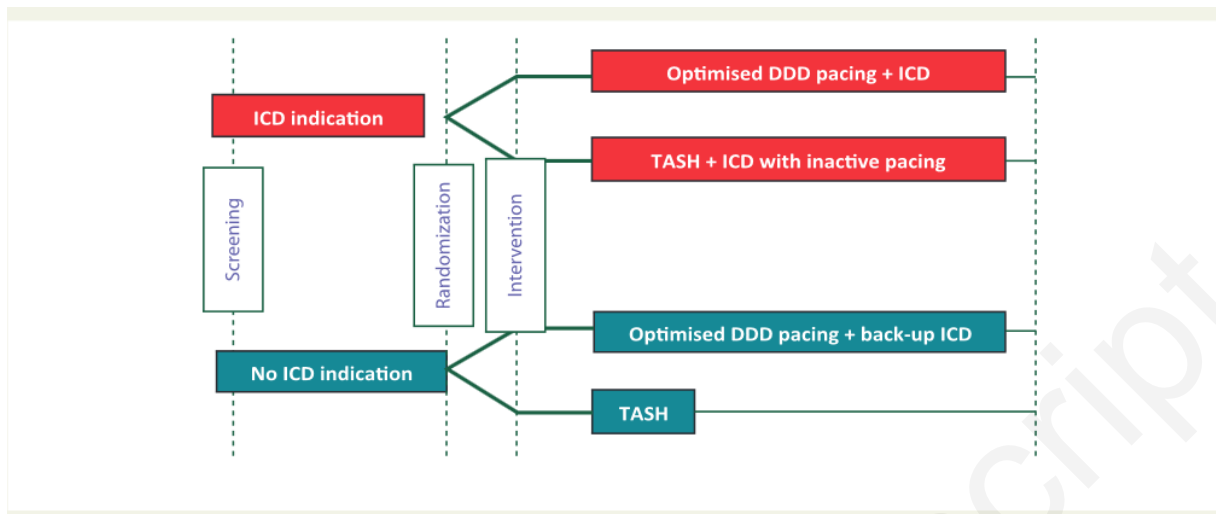 Optimised DDD pacing + ICD
ICD indication
TASH + ICD with inactive pacing
Screening
Randomization
Intervention
Optimised DDD pacing + back-up ICD
No ICD indication
TASH
cript